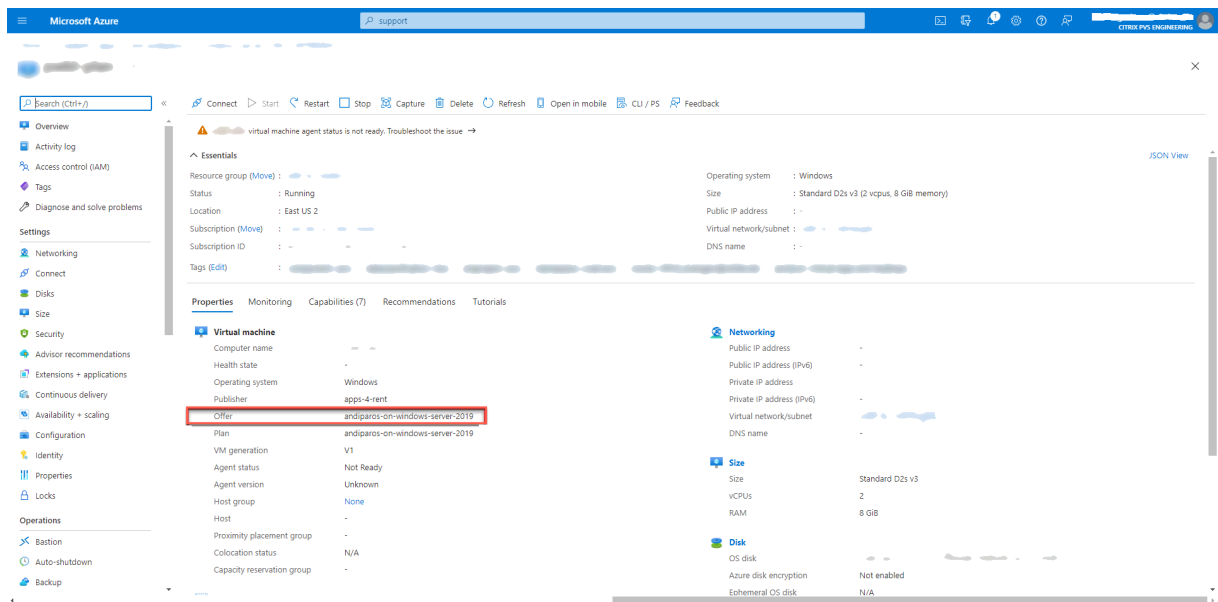 Microsoft Azure
support
1
CITRIX PVS ENGINEERING
Search (Ctrl+/)
Connect Start Restart Stop Capture Delete Refresh Open in mobile CLI / PS Feedback
virtual machine agent status is not ready. Troubleshoot the issue →
Overview
Activity log
Access control (IAM)
Tags
Diagnose and solve problems
Settings
Networking
Connect
Disks
Size
Security
Advisor recommendations
Extensions + applications
Continuous delivery
Availability + scaling
Configuration
Identity
Properties
Locks
Operations
Bastion
Auto-shutdown
Backup
Essentials
JSON View
Resource group (Move) :
Status : Running
Location : East US 2
Subscription (Move) :
Subscription ID :
Tags (Edit) :
Operating system : Windows
Size : Standard D2s v3 (2 vcpus, 8 GiB memory)
Public IP address : -
Virtual network/subnet :
DNS name : -
Properties Monitoring Capabilities (7) Recommendations Tutorials
Virtual machine
Computer name
Health state -
Operating system Windows
Publisher apps-4-rent
Offer andiparos-on-windows-server-2019
Plan andiparos-on-windows-server-2019
VM generation V1
Agent status Not Ready
Agent version Unknown
Host group None
Host -
Proximity placement group -
Colocation status N/A
Capacity reservation group -
Networking
Public IP address -
Public IP address (IPv6) -
Private IP address
Private IP address (IPv6) -
Virtual network/subnet
DNS name -
Size
Size Standard D2s v3
vCPUs 2
RAM 8 GiB
Disk
OS disk
Azure disk encryption Not enabled
Ephemeral OS disk N/A